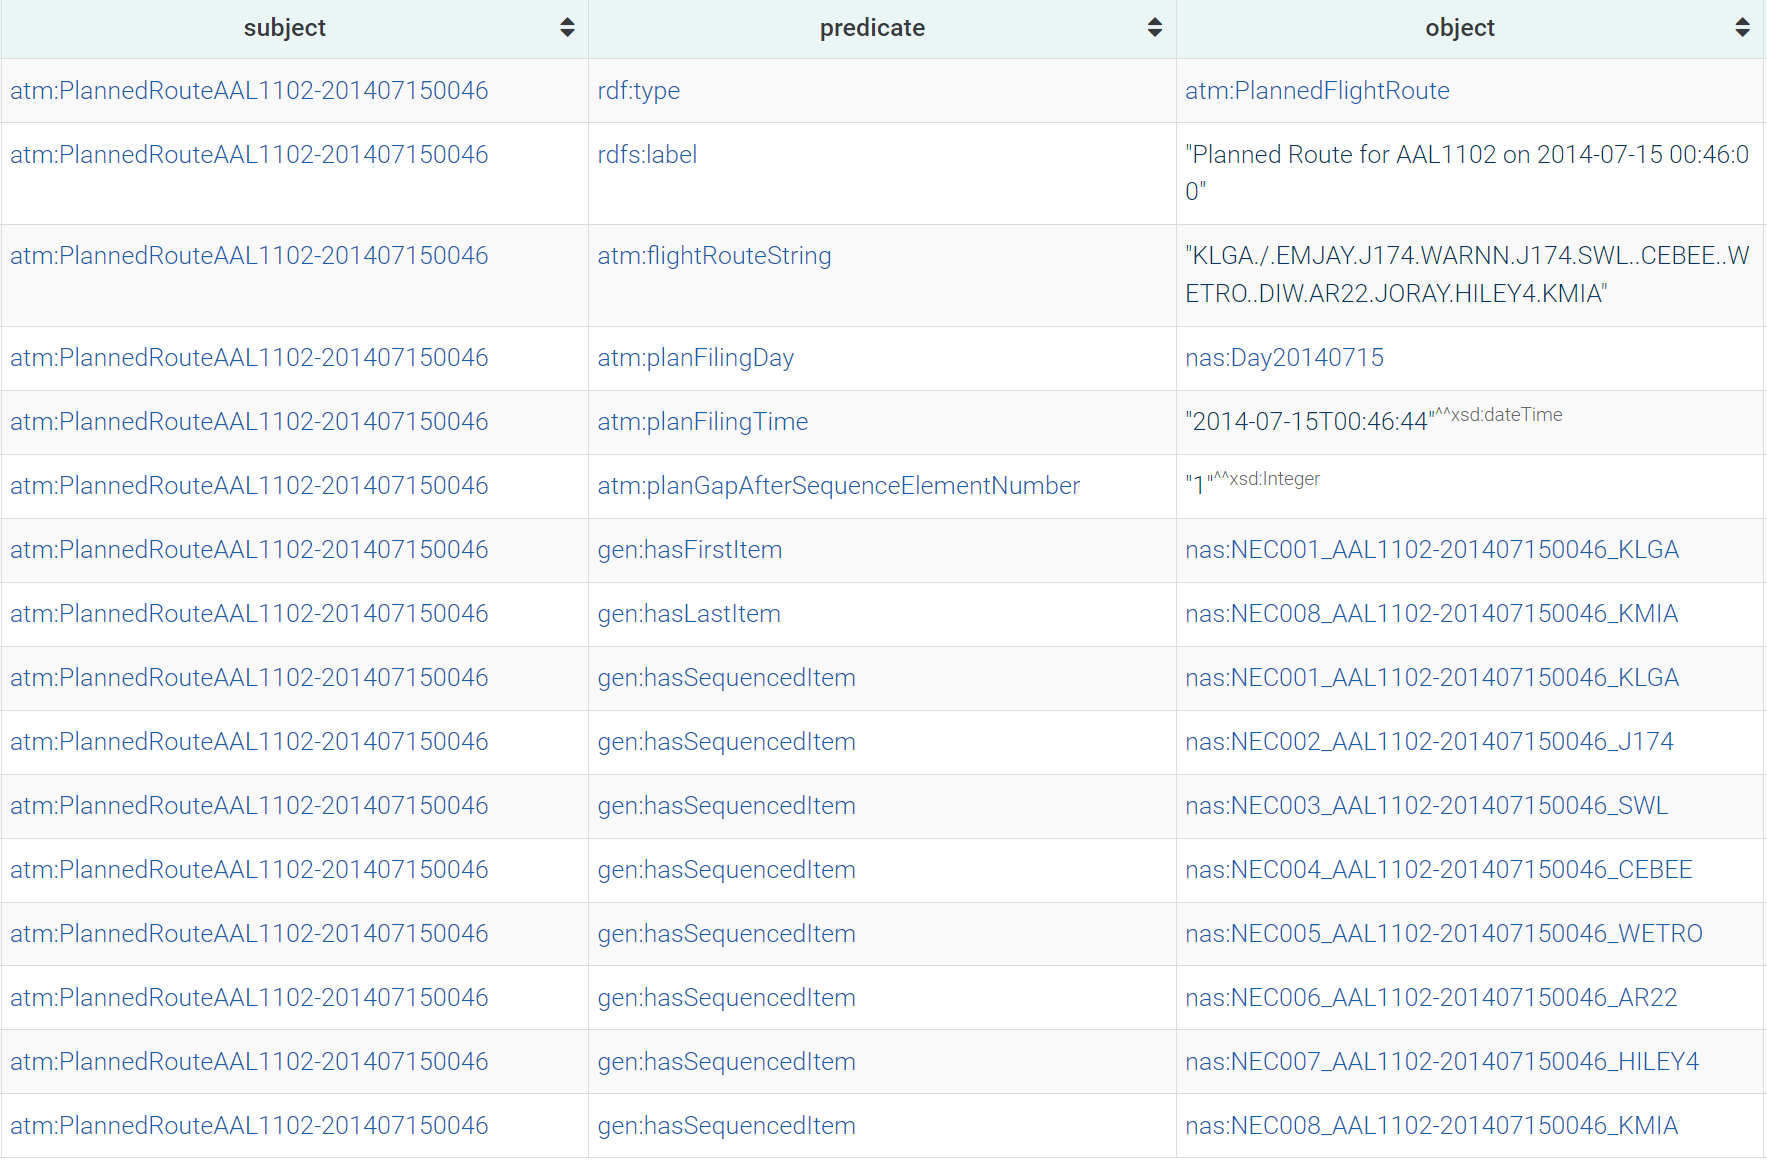 subject predicate object
atm:PlannedRouteAAL1102-201407150046 rdf:type atm:PlannedFlightRoute
atm:PlannedRouteAAL1102-201407150046 rdfs:label "Planned Route for AAL1102 on 2014-07-15 00:46:0
0"
atm:PlannedRouteAAL1102-201407150046 atm:flightRouteString "KLGA./.EMJAY.J174.WARNN.J174.SWL..CEBEE..W
ETRO..DIW.AR22.JORAY.HILEY4.KMIA"
atm:PlannedRouteAAL1102-201407150046 atm:planFilingDay nas:Day20140715
atm:PlannedRouteAAL1102-201407150046 atm:planFilingTime "2014-07-15T00:46:44"^^xsd:dateTime
atm:PlannedRouteAAL1102-201407150046 atm:planGapAfterSequenceElementNumber "1"^^xsd:Integer
atm:PlannedRouteAAL1102-201407150046 gen:hasFirstItem nas:NEC001_AAL1102-201407150046_KLGA
atm:PlannedRouteAAL1102-201407150046 gen:hasLastItem nas:NEC008_AAL1102-201407150046_KMIA
atm:PlannedRouteAAL1102-201407150046 gen:hasSequencedItem nas:NEC001_AAL1102-201407150046_KLGA
atm:PlannedRouteAAL1102-201407150046 gen:hasSequencedItem nas:NEC002_AAL1102-201407150046_J174
atm:PlannedRouteAAL1102-201407150046 gen:hasSequencedItem nas:NEC003_AAL1102-201407150046_SWL
atm:PlannedRouteAAL1102-201407150046 gen:hasSequencedItem nas:NEC004_AAL1102-201407150046_CEBEE
atm:PlannedRouteAAL1102-201407150046 gen:hasSequencedItem nas:NEC005_AAL1102-201407150046_WETRO
atm:PlannedRouteAAL1102-201407150046 gen:hasSequencedItem nas:NEC006_AAL1102-201407150046_AR22
atm:PlannedRouteAAL1102-201407150046 gen:hasSequencedItem nas:NEC007_AAL1102-201407150046_HILEY4
atm:PlannedRouteAAL1102-201407150046 gen:hasSequencedItem nas:NEC008_AAL1102-201407150046_KMIA